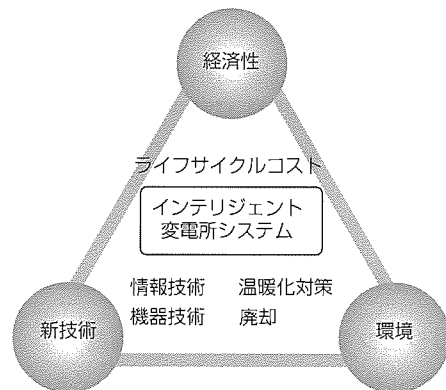 経済性
ライフサイクルコスト
インテリジェント
変電所システム
情報技術 温暖化対策
機器技術 廃却
新技術
環境